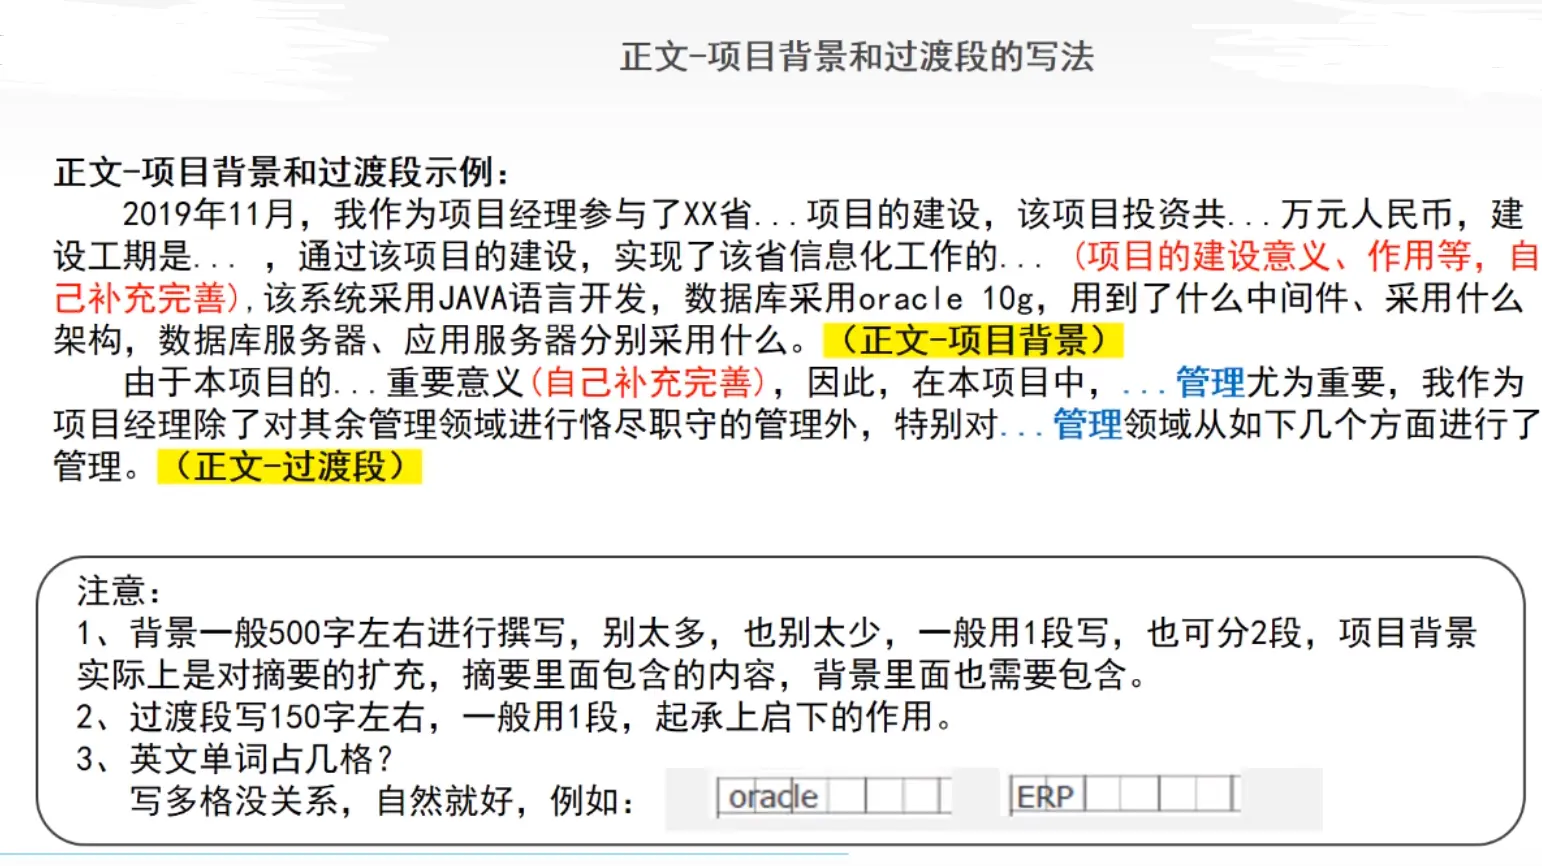 正文-项目背景和过渡段的写法
正文-项目背景和过渡段示例:
2019年11月，我作为项目经理参与了XX省...项目的建设，该项目投资共...万元人民币，建
设工期是... ，通过该项目的建设，实现了该省信息化工作的... (项目的建设意义、作用等，自
己补充完善),该系统采用JAVA语言开发，数据库采用oracle 10g，用到了什么中间件、采用什么
架构，数据库服务器、应用服务器分别采用什么。（正文-项目背景）
由于本项目的...重要意义(自己补充完善)，因此，在本项目中，...管理尤为重要，我作为
项目经理除了对其余管理领域进行恪尽职守的管理外，特别对...管理领域从如下几个方面进行了
管理。（正文-过渡段）
注意:
1、背景一般500字左右进行撰写，别太多，也别太少，一般用1段写，也可分2段，项目背景
实际上是对摘要的扩充，摘要里面包含的内容，背景里面也需要包含。
2、过渡段写150字左右，一般用1段，起承上启下的作用。
3、英文单词占几格?
写多格没关系，自然就好，例如: oracle ERP